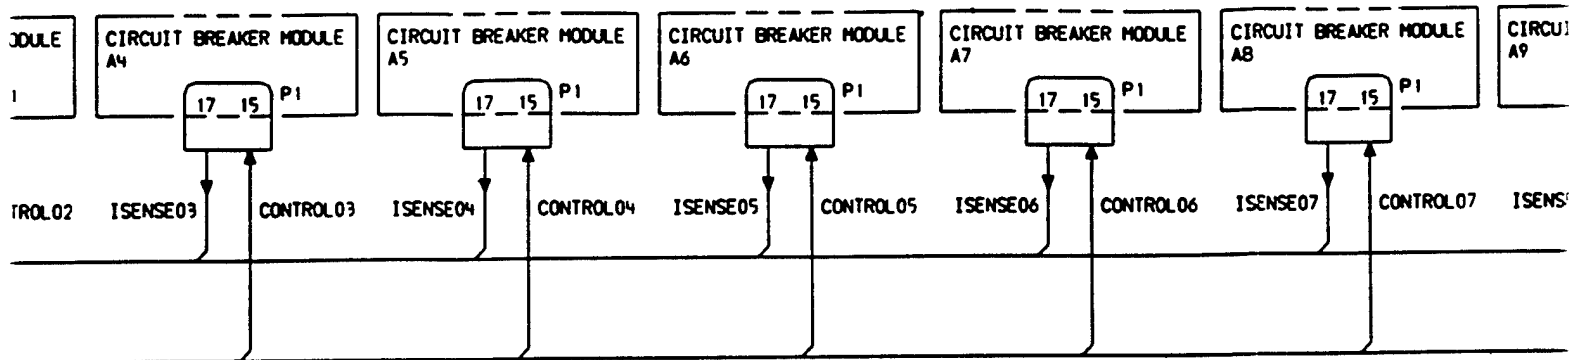 CIRCUIT BREAKER MODULE
A4
17 15 P1
ISENSE03 CONTROL03
CIRCUIT BREAKER MODULE
A5
17 15 P1
ISENSE04 CONTROL04
CIRCUIT BREAKER MODULE
A6
17 15 P1
ISENSE05 CONTROL05
CIRCUIT BREAKER MODULE
A7
17 15 P1
ISENSE06 CONTROL06
CIRCUIT BREAKER MODULE
A8
17 15 P1
ISENSE07 CONTROL07
A9